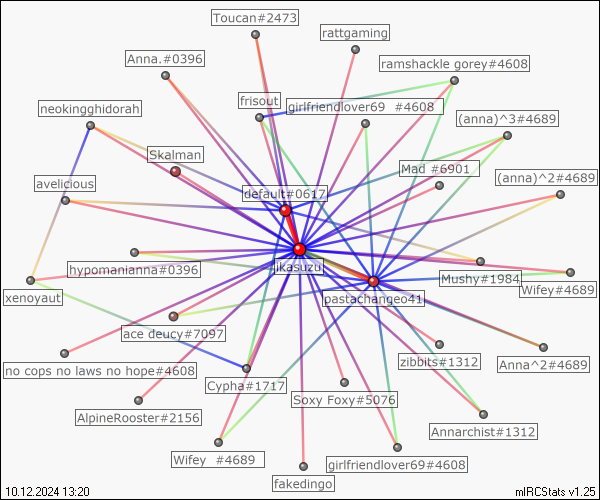 Toucan#2473
rattgaming
Anna.#0396
ramshackle gorey#4608
neokingghidorah
frisout
girlfriendlover69 #4608
(anna)^3#4689
Skalman
Mad #6901
(anna)^2#4689
avelicious
default#0617
hypomanianna#0396
ikasuzu
Mushy#1984
Wifey#4689
xenoyaut
pastachangeo41
ace deucy#7097
zibbits#1312
Anna^2#4689
no cops no laws no hope#4608
Cypha#1717
Soxy Foxy#5076
AlpineRooster#2156
Annarchist#1312
Wifey #4689
girlfriendlover69#4608
fakedingo
10.12.2024 13:20
mIRCStats v1.25